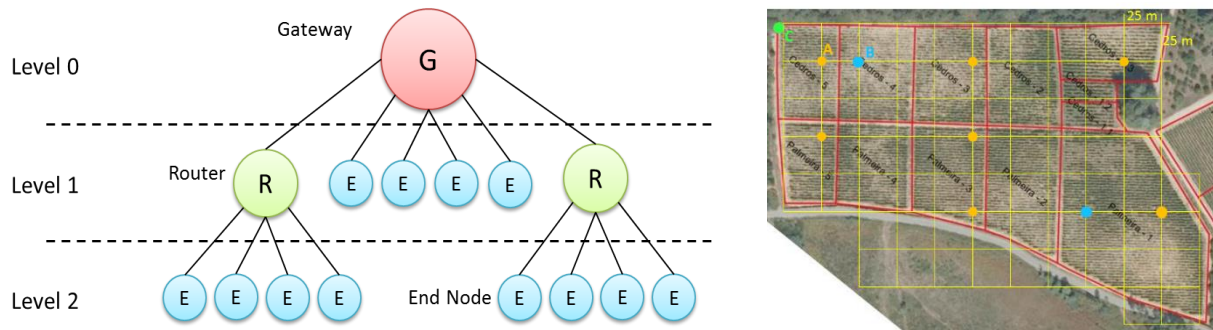 Gateway
G
Level 0
Router
R
E
E
E
E
R
Level 1
E
E
E
E
End Node
E
E
E
E
Level 2
25 m
25 m
C
A
B
Cedros - 5
Cedros - 4
Cedros - 3
Cedros - 2
Palmeira - 5
Palmeira - 4
Palmeira - 3
Palmeira - 2
Palmeira - 1